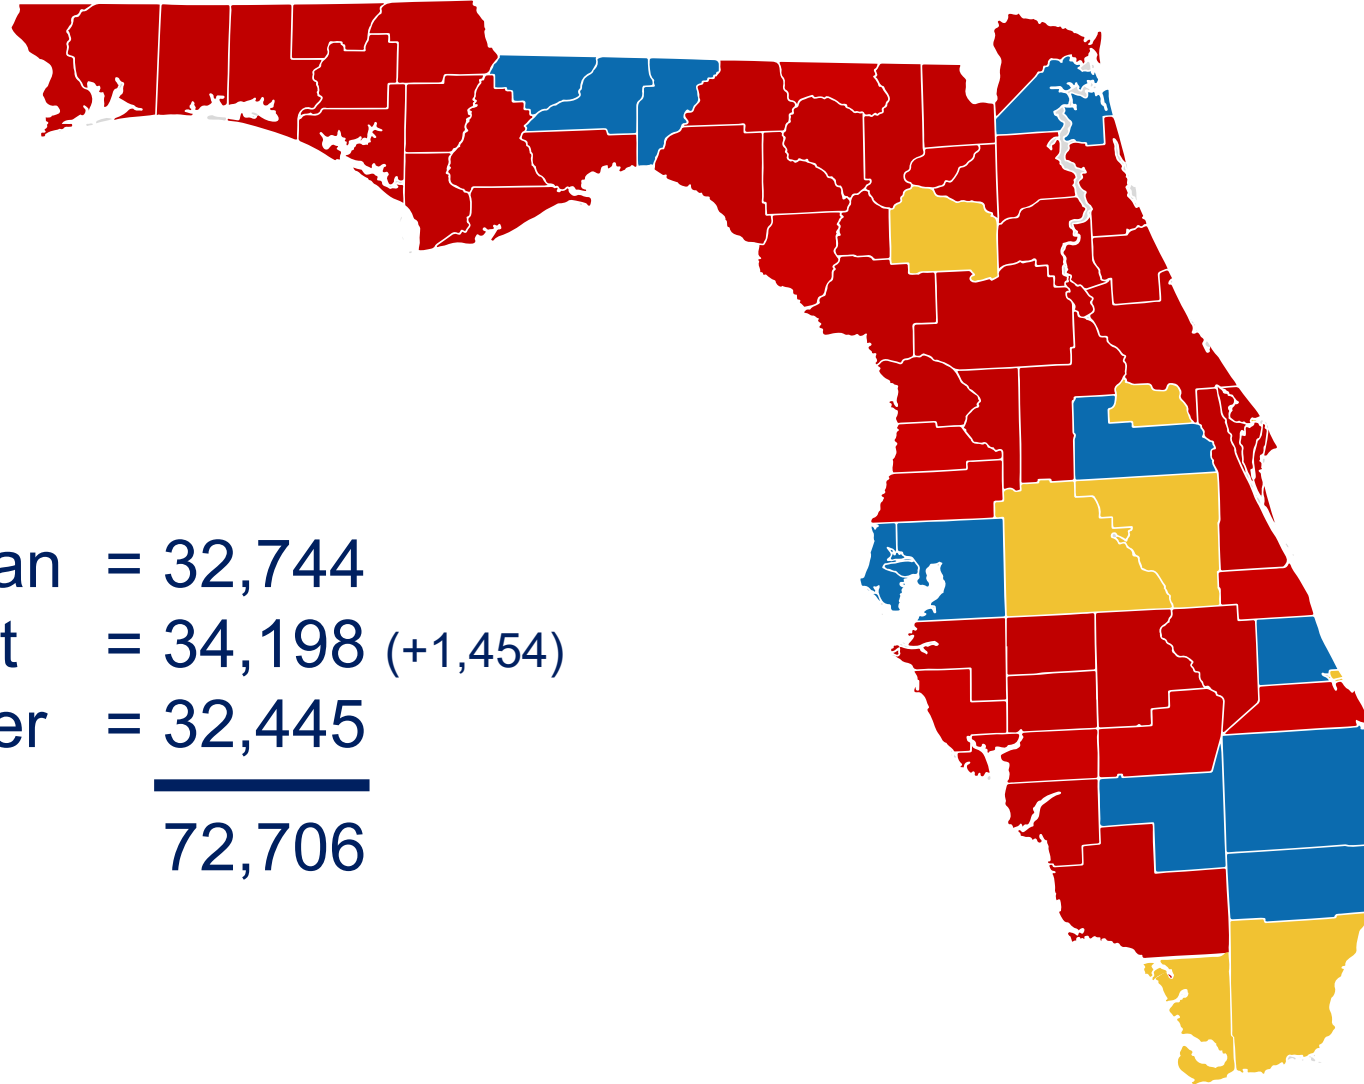 an = 32,744
t = 34,198 (+1,454)
er = 32,445
72,706